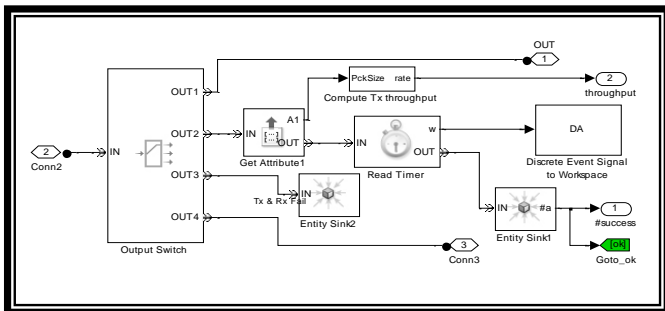 OUT
1
PckSize rate
Compute Tx throughput
2
throughput
OUT1
A1
OUT2
IN
OUT
Get Attribute1
IN
w
OUT
Read Timer
DA
Discrete Event Signal
to Workspace
2
Conn2
IN
OUT3
Tx & Rx Fail
IN
Entity Sink2
OUT4
Output Switch
IN
#a
Entity Sink1
1
#success
[ok]
Goto_ok
3
Conn3
[...]